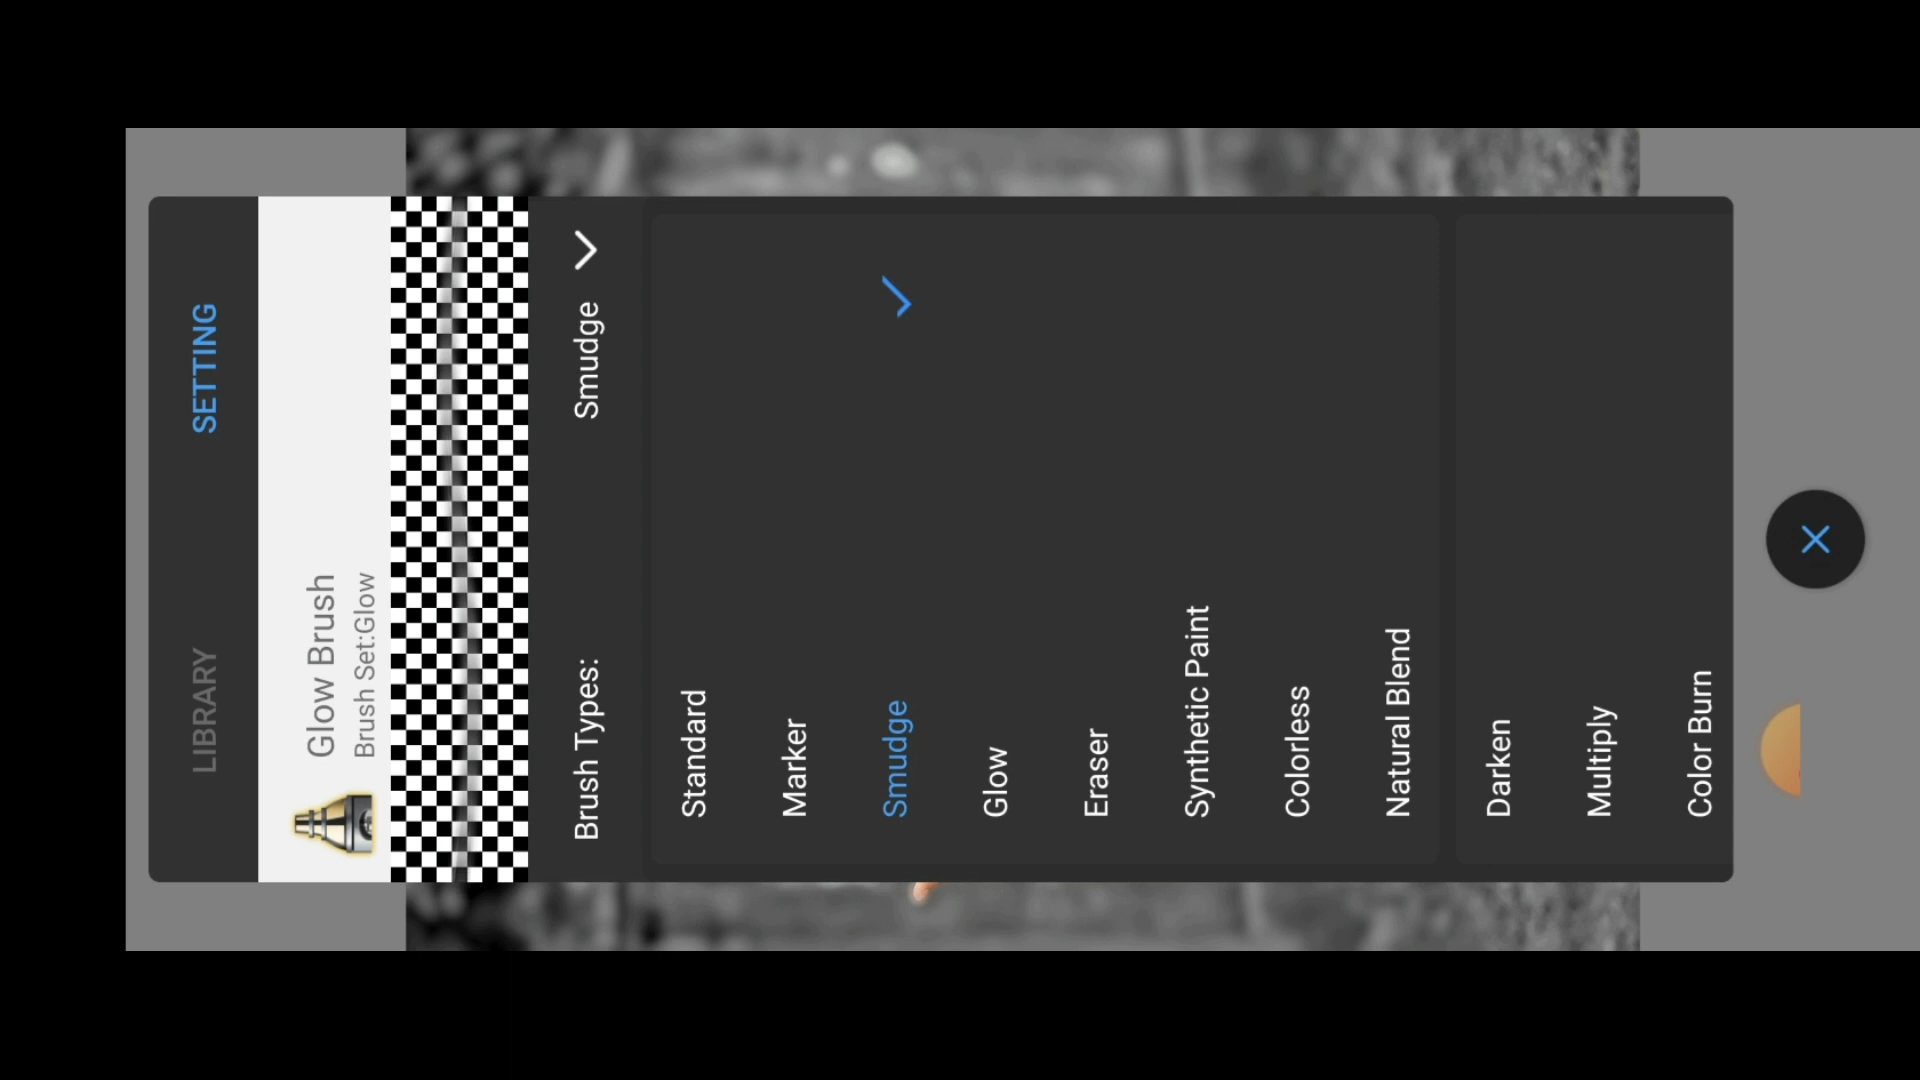 LIBRARY SETTING
Glow Brush
Brush Set:Glow
Brush Types: Smudge
Standard
Marker
Smudge
Glow
Eraser
Synthetic Paint
Colorless
Natural Blend
Darken
Multiply
Color Burn